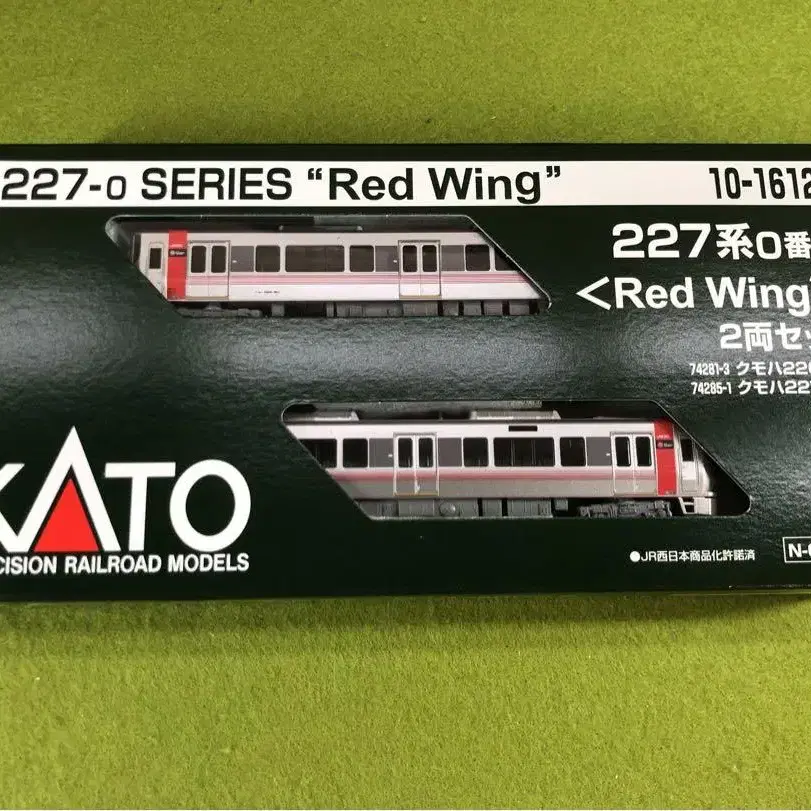 227-0 SERIES "Red Wing"
10-1612
227系0番
<Red Wing
2両セッ
74281-3 クモハ226
74285-1 クモハ227
KATO
CISION RAILROAD MODELS
●JR西日本商品化許諾済
N-